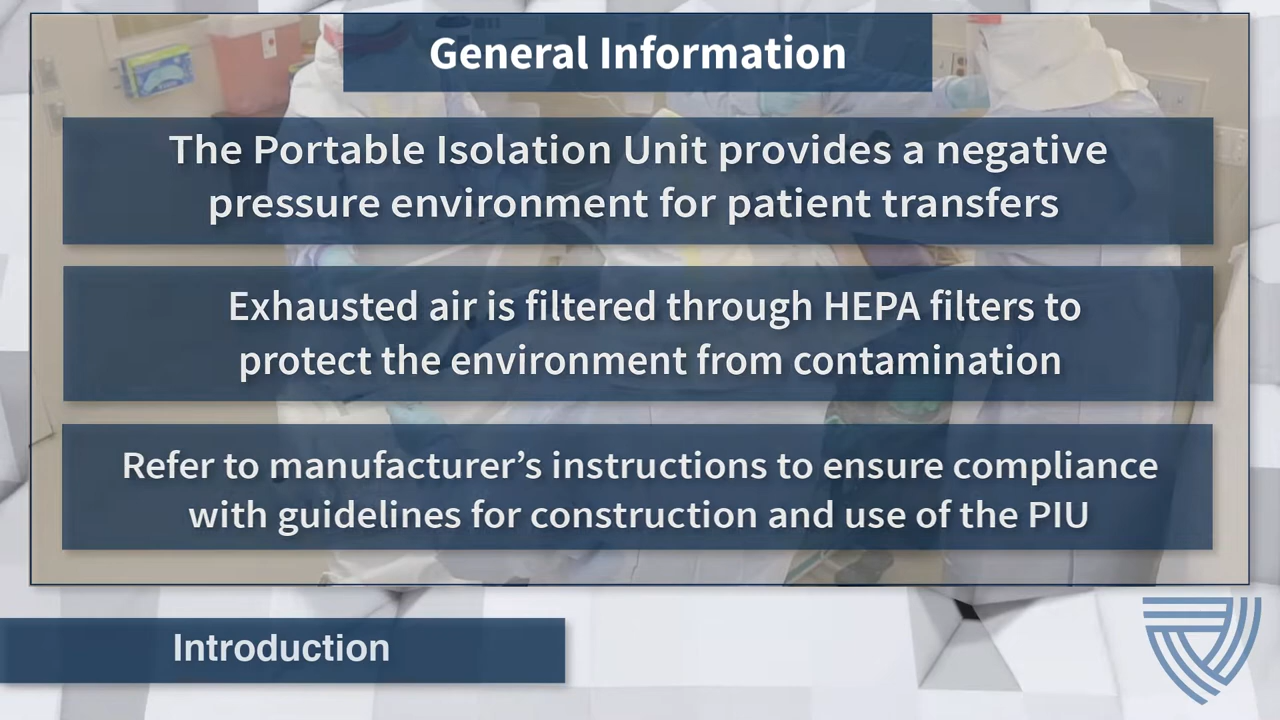 General Information
The Portable Isolation Unit provides a negative
pressure environment for patient transfers
Exhausted air is filtered through HEPA filters to
protect the environment from contamination
Refer to manufacturer’s instructions to ensure compliance
with guidelines for construction and use of the PIU
Introduction